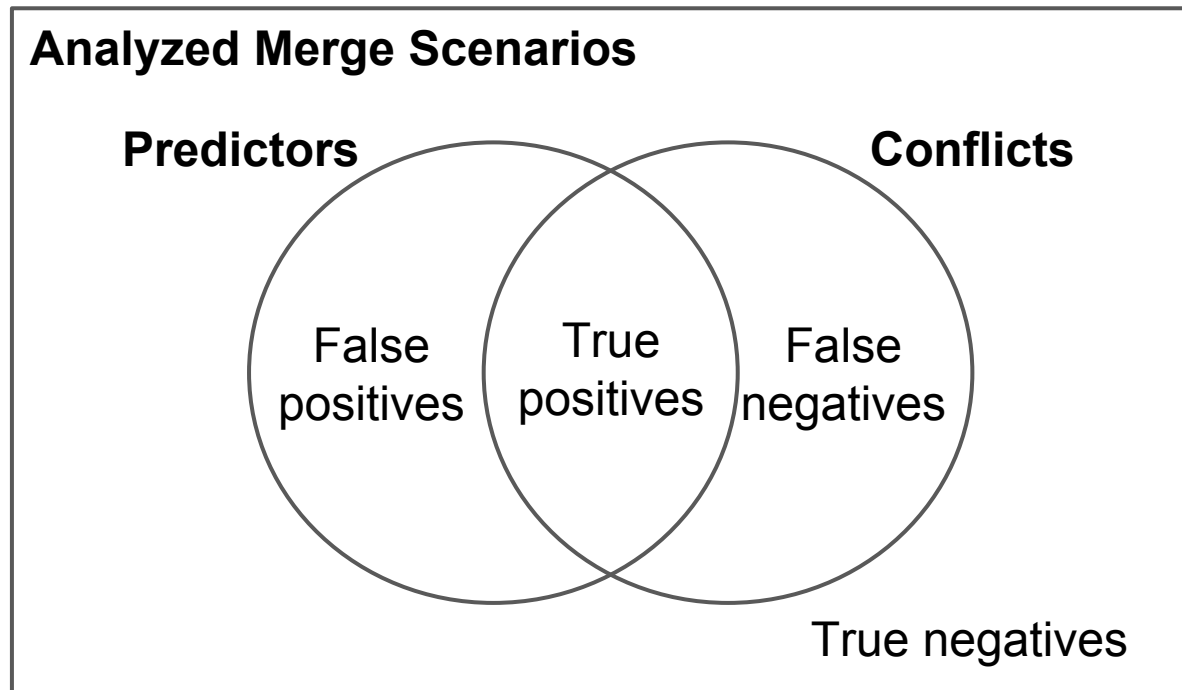 Analyzed Merge Scenarios
Predictors
Conflicts
False
positives
True
positives
False
negatives
True negatives